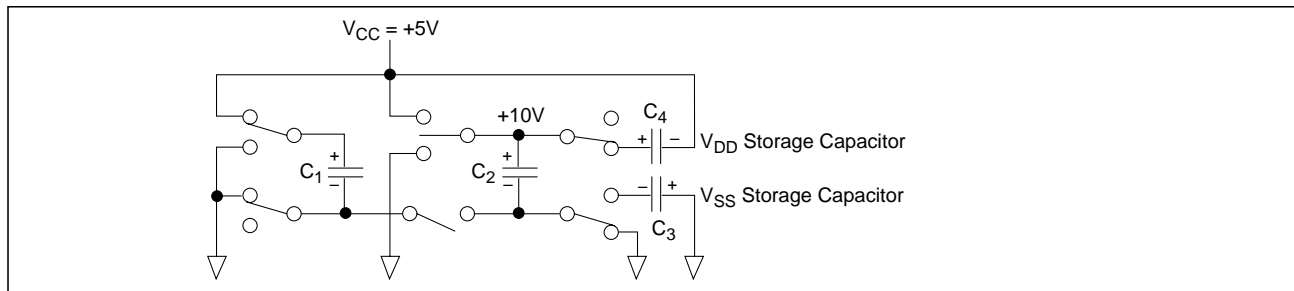 VCC = +5V
+10V
C4
+ –
VDD Storage Capacitor
+
–
C1
+
–
C2
– +
VSS Storage Capacitor
C3